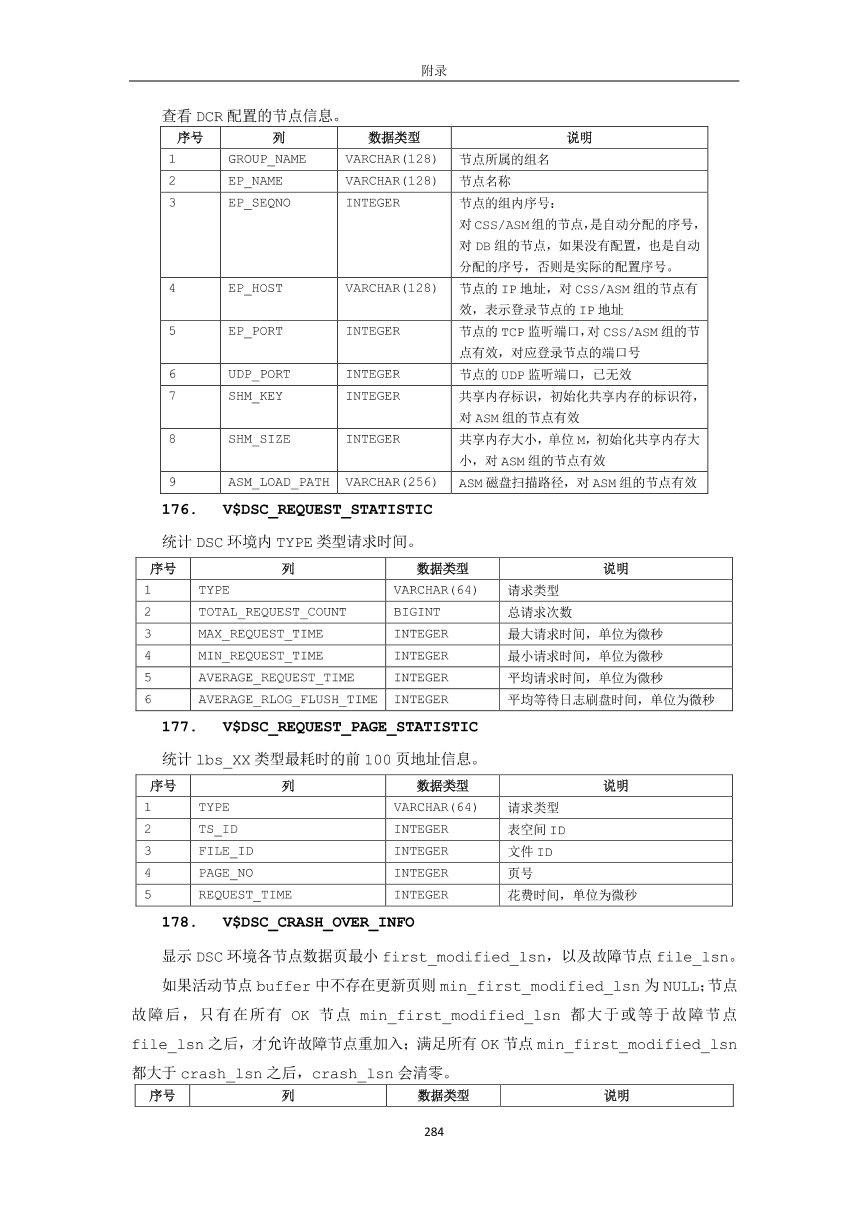 附录
查看 DCR 配置的节点信息。
序号 列 数据类型 说明
1 GROUP_NAME VARCHAR(128) 节点所属的组名
2 EP_NAME VARCHAR(128) 节点名称
3 EP_SEQNO INTEGER 节点的组内序号：
对 CSS/ASM 组的节点，是自动分配的序号，
对 DB 组的节点，如果没有配置，也是自动
分配的序号，否则是实际的配置序号。
4 EP_HOST VARCHAR(128) 节点的 IP 地址，对 CSS/ASM 组的节点有
效，表示登录节点的 IP 地址
5 EP_PORT INTEGER 节点的 TCP 监听端口，对 CSS/ASM 组的节
点有效，对应登录节点的端口号
6 UDP_PORT INTEGER 节点的 UDP 监听端口，已无效
7 SHM_KEY INTEGER 共享内存标识，初始化共享内存的标识符，
对 ASM 组的节点有效
8 SHM_SIZE INTEGER 共享内存大小，单位 M，初始化共享内存大
小，对 ASM 组的节点有效
9 ASM_LOAD_PATH VARCHAR(256) ASM 磁盘扫描路径，对 ASM 组的节点有效
176. V$DSC_REQUEST_STATISTIC
统计 DSC 环境内 TYPE 类型请求时间。
序号 列 数据类型 说明
1 TYPE VARCHAR(64) 请求类型
2 TOTAL_REQUEST_COUNT BIGINT 总请求次数
3 MAX_REQUEST_TIME INTEGER 最大请求时间，单位为微秒
4 MIN_REQUEST_TIME INTEGER 最小请求时间，单位为微秒
5 AVERAGE_REQUEST_TIME INTEGER 平均请求时间，单位为微秒
6 AVERAGE_RLOG_FLUSH_TIME INTEGER 平均等待日志刷盘时间，单位为微秒
177. V$DSC_REQUEST_PAGE_STATISTIC
统计 lbs_XX 类型最耗时的前 100 页地址信息。
序号 列 数据类型 说明
1 TYPE VARCHAR(64) 请求类型
2 TS_ID INTEGER 表空间 ID
3 FILE_ID INTEGER 文件 ID
4 PAGE_NO INTEGER 页号
5 REQUEST_TIME INTEGER 花费时间，单位为微秒
178. V$DSC_CRASH_OVER_INFO
显示 DSC 环境各节点数据页最小 first_modified_lsn，以及故障节点 file_lsn。
如果活动节点 buffer 中不存在更新页则 min_first_modified_lsn 为 NULL；节点
故障后，只有在所有 OK 节点 min_first_modified_lsn 都大于或等于故障节点
file_lsn 之后，才允许故障节点重加入；满足所有 OK 节点 min_first_modified_lsn
都大于 crash_lsn 之后，crash_lsn 会清零。
序号 列 数据类型 说明
284